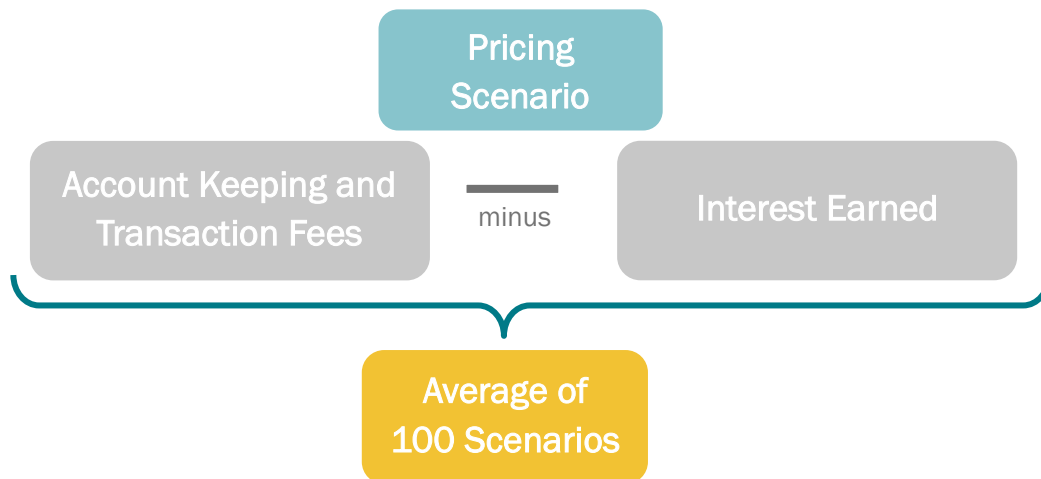 Pricing
Scenario
Account Keeping and
Transaction Fees
minus
Interest Earned
Average of
100 Scenarios